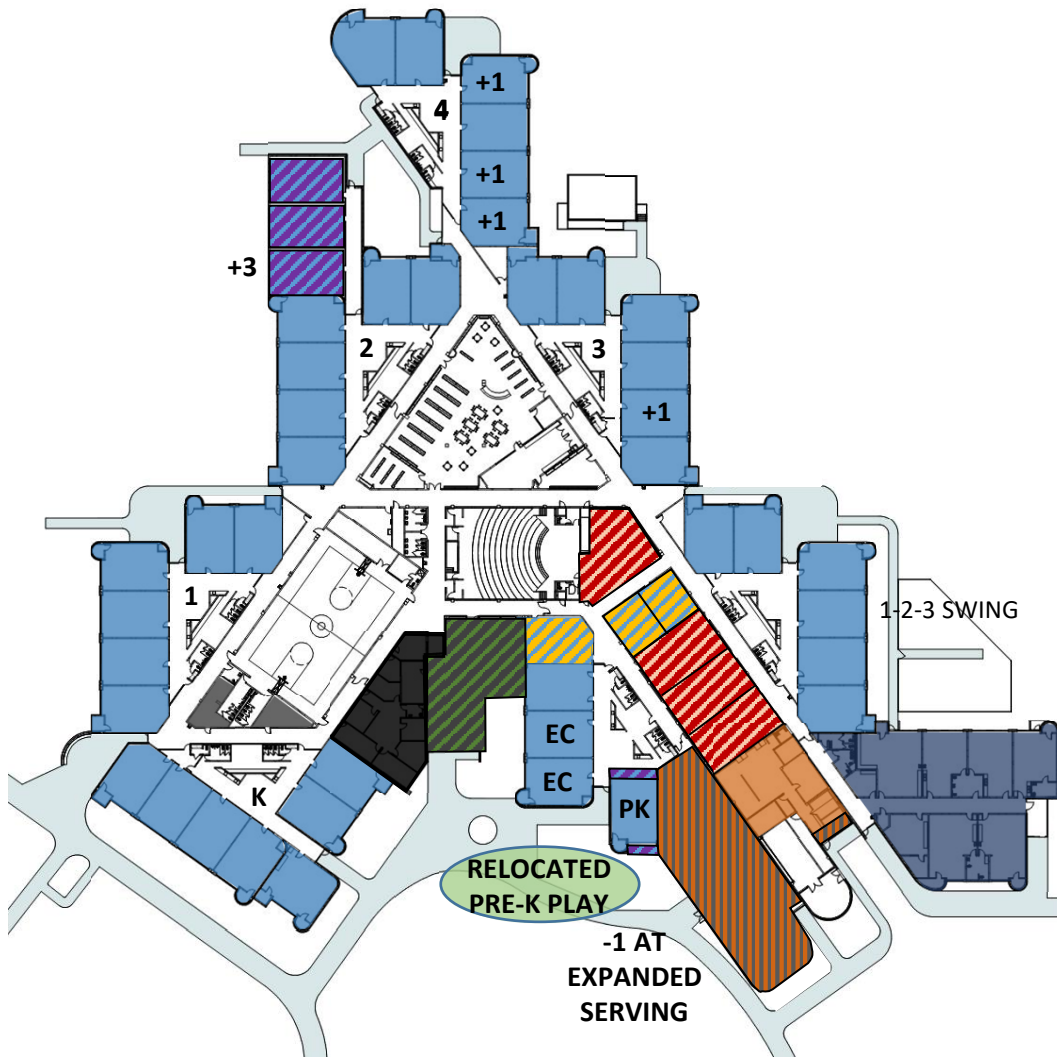 +1
4
+1
+1
+3
2
3
+1
1
1-2-3 SWING
EC
EC
K
PK
RELOCATED
PRE-K PLAY
-1 AT
EXPANDED
SERVING